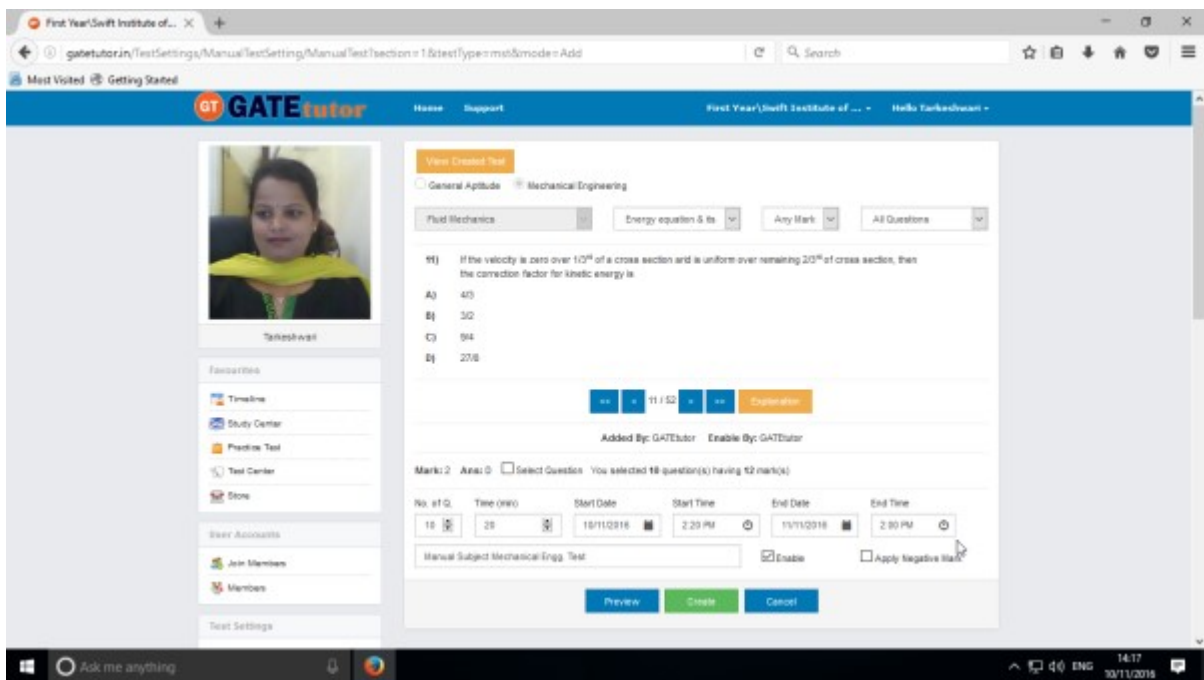 First Year\Swift Institute of...
gatetutor.in/TestSettings/ManualTestSetting/ManualTest?section=1&testType=mst&mode=Add
Search
Most Visited Getting Started
GT GATEtutor Home Support First Year\Swift Institute of ... Hello Tarkeshwari
View Created Test
General Aptitude Mechanical Engineering
Fluid Mechanics Energy equation & its Any Mark All Questions
11) If the velocity is zero over 1/3rd of a cross section and is uniform over remaining 2/3rd of cross section, then
the correction factor for kinetic energy is
A) 4/3
B) 3/2
C) 9/4
D) 27/8
Tarkeshwari
Favourites
Timeline
Study Center
Practice Test
Test Center
Store
User Accounts
Join Members
Members
Test Settings
<< < 11 / 52 > >> Explanation
Added By: GATEtutor Enable By: GATEtutor
Mark: 2 Ans: D Select Question You selected 10 question(s) having 12 mark(s)
No. of Q. Time (min) Start Date Start Time End Date End Time
10 20 10/11/2016 2:20 PM 11/11/2016 2:00 PM
Manual Subject Mechanical Engg. Test Enable Apply Negative Mark
Preview Create Cancel
Ask me anything
ENG 14:17
10/11/2016